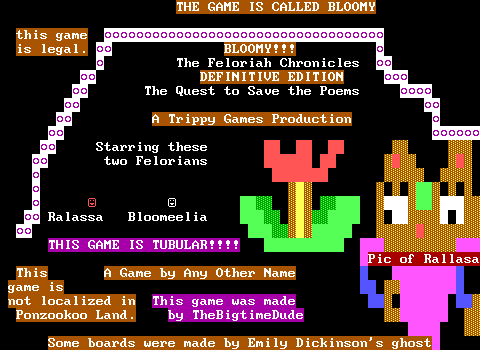 THE GAME IS CALLED BLOOMY
this game
is legal.
BLOOMY!!!
The Feloriah Chronicles
DEFINITIVE EDITION
The Quest to Save the Poems
A Trippy Games Production
Starring these
two Felorians
Ralassa
Bloomeelia
THIS GAME IS TUBULAR!!!!
Pic of Rallasa
This
game is
not localized in
Ponzookoo Land.
A Game by Any Other Name
This game was made
by TheBigtimeDude
Some boards were made by Emily Dickinson's ghost